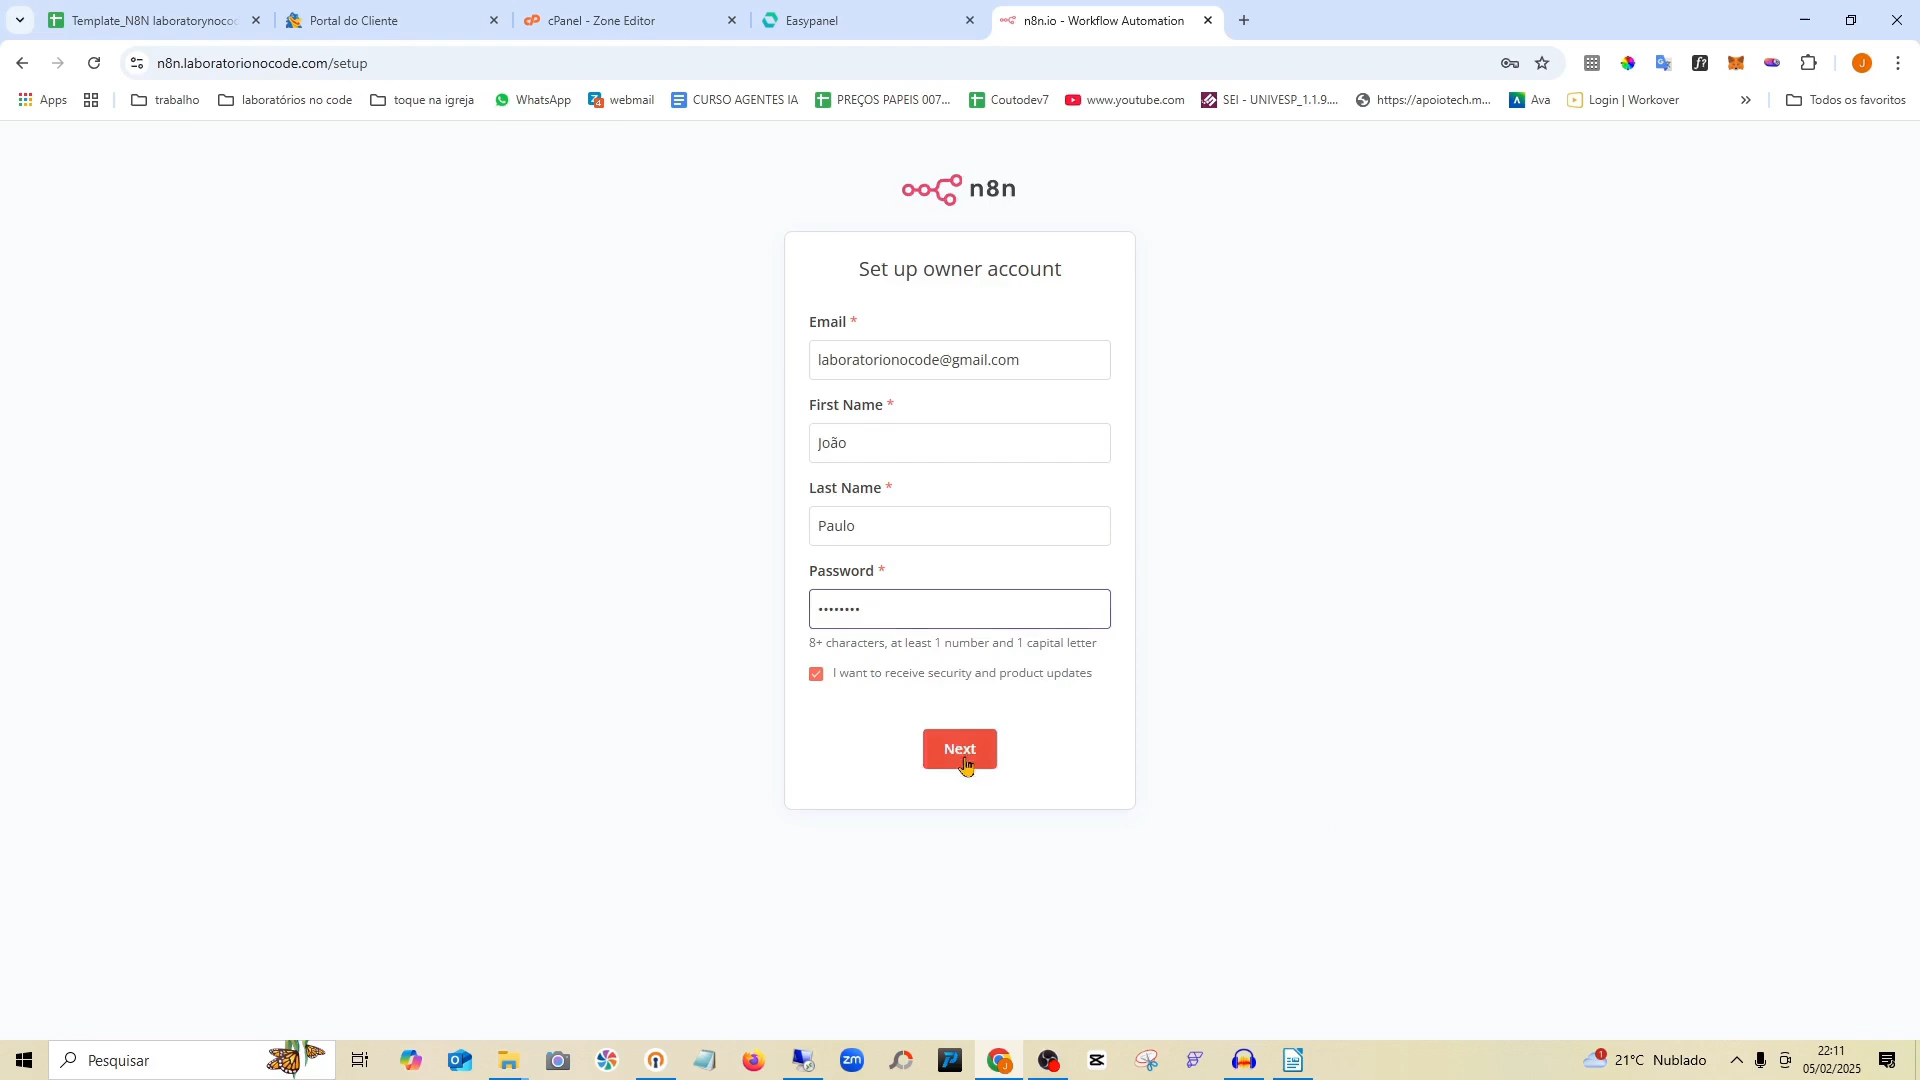 Template_N8N laboratorynoco
Portal do Cliente
cPanel - Zone Editor
Easypanel
n8n.io - Workflow Automation
n8n.laboratorionocode.com/setup
J
Apps
trabalho
laboratórios no code
toque na igreja
WhatsApp
webmail
CURSO AGENTES IA
PREÇOS PAPEIS 007...
Coutodev7
www.youtube.com
SEI - UNIVESP_1.1.9....
https://apoiotech.m...
Ava
Login | Workover
Todos os favoritos
n8n
Set up owner account
Email *
laboratorionocode@gmail.com
First Name *
João
Last Name *
Paulo
Password *
••••••••
8+ characters, at least 1 number and 1 capital letter
I want to receive security and product updates
Next
Pesquisar
zm
1
21°C Nublado
22:11
05/02/2025